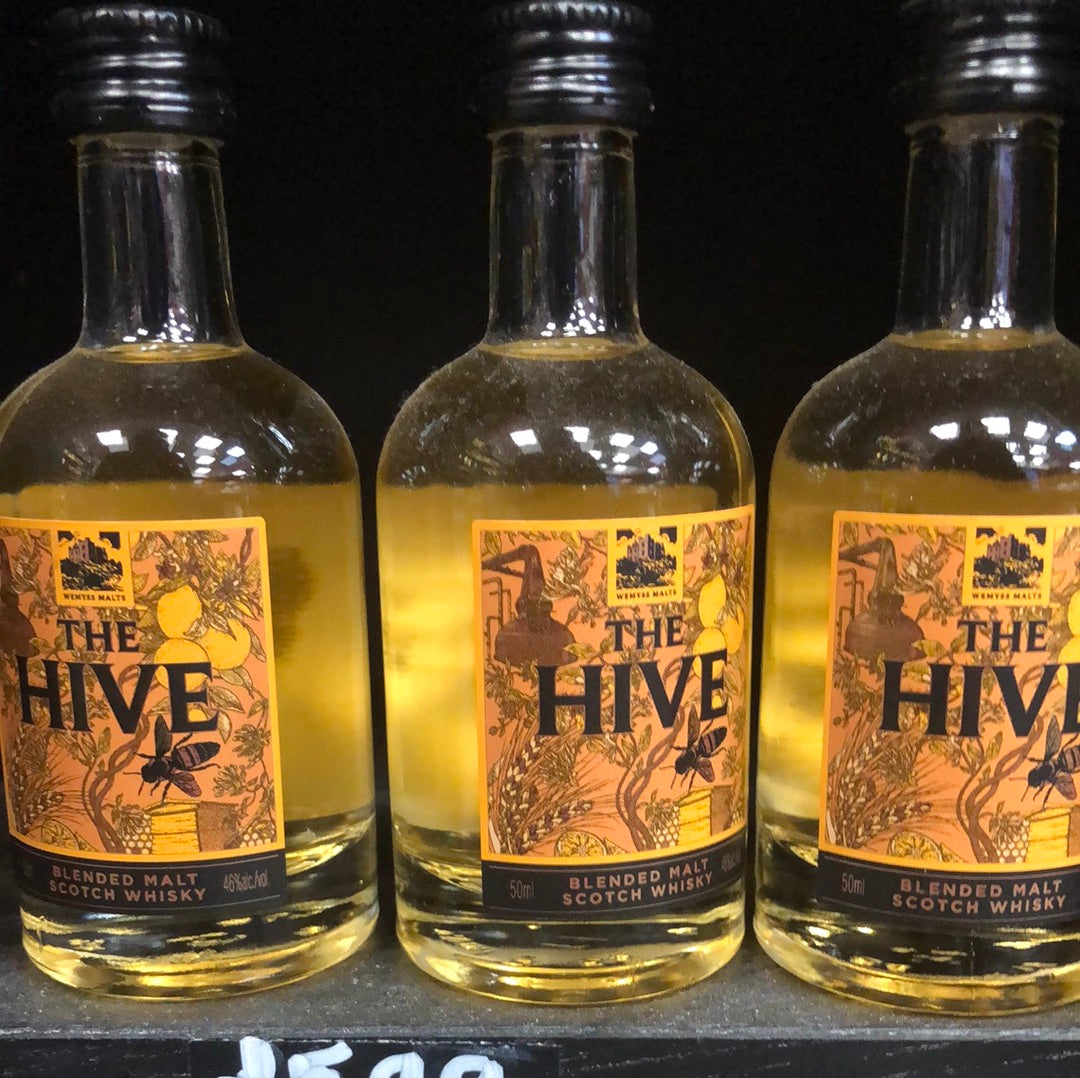 WEMYSS MALTS
THE
HIVE
BLENDED MALT
SCOTCH WHISKY
46%alc./vol.
WEMYSS MALTS
THE
HIVE
50ml
BLENDED MALT
SCOTCH WHISKY
WEMYSS MALTS
THE
HIVE
50ml
BLENDED MALT
SCOTCH WHISKY